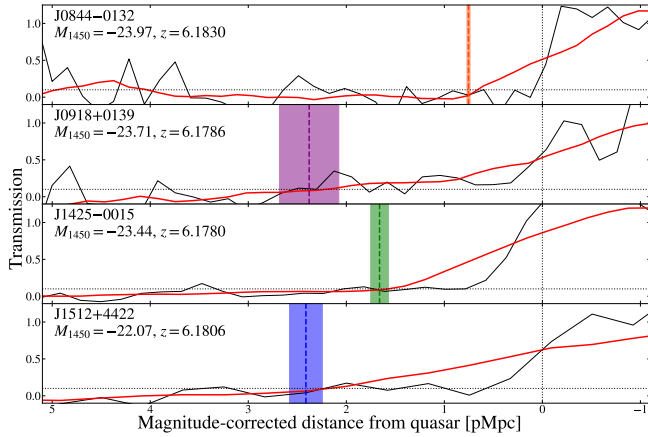 J0844−0132
M1450 = −23.97, z = 6.1830
1.0
0.5
0.0
J0918+0139
M1450 = −23.71, z = 6.1786
1.0
0.5
0.0
J1425−0015
M1450 = −23.44, z = 6.1780
1.0
0.5
0.0
J1512+4422
M1450 = −22.07, z = 6.1806
1.0
0.5
0.0
Transmission
5 4 3 2 1 0 −1
Magnitude-corrected distance from quasar [pMpc]